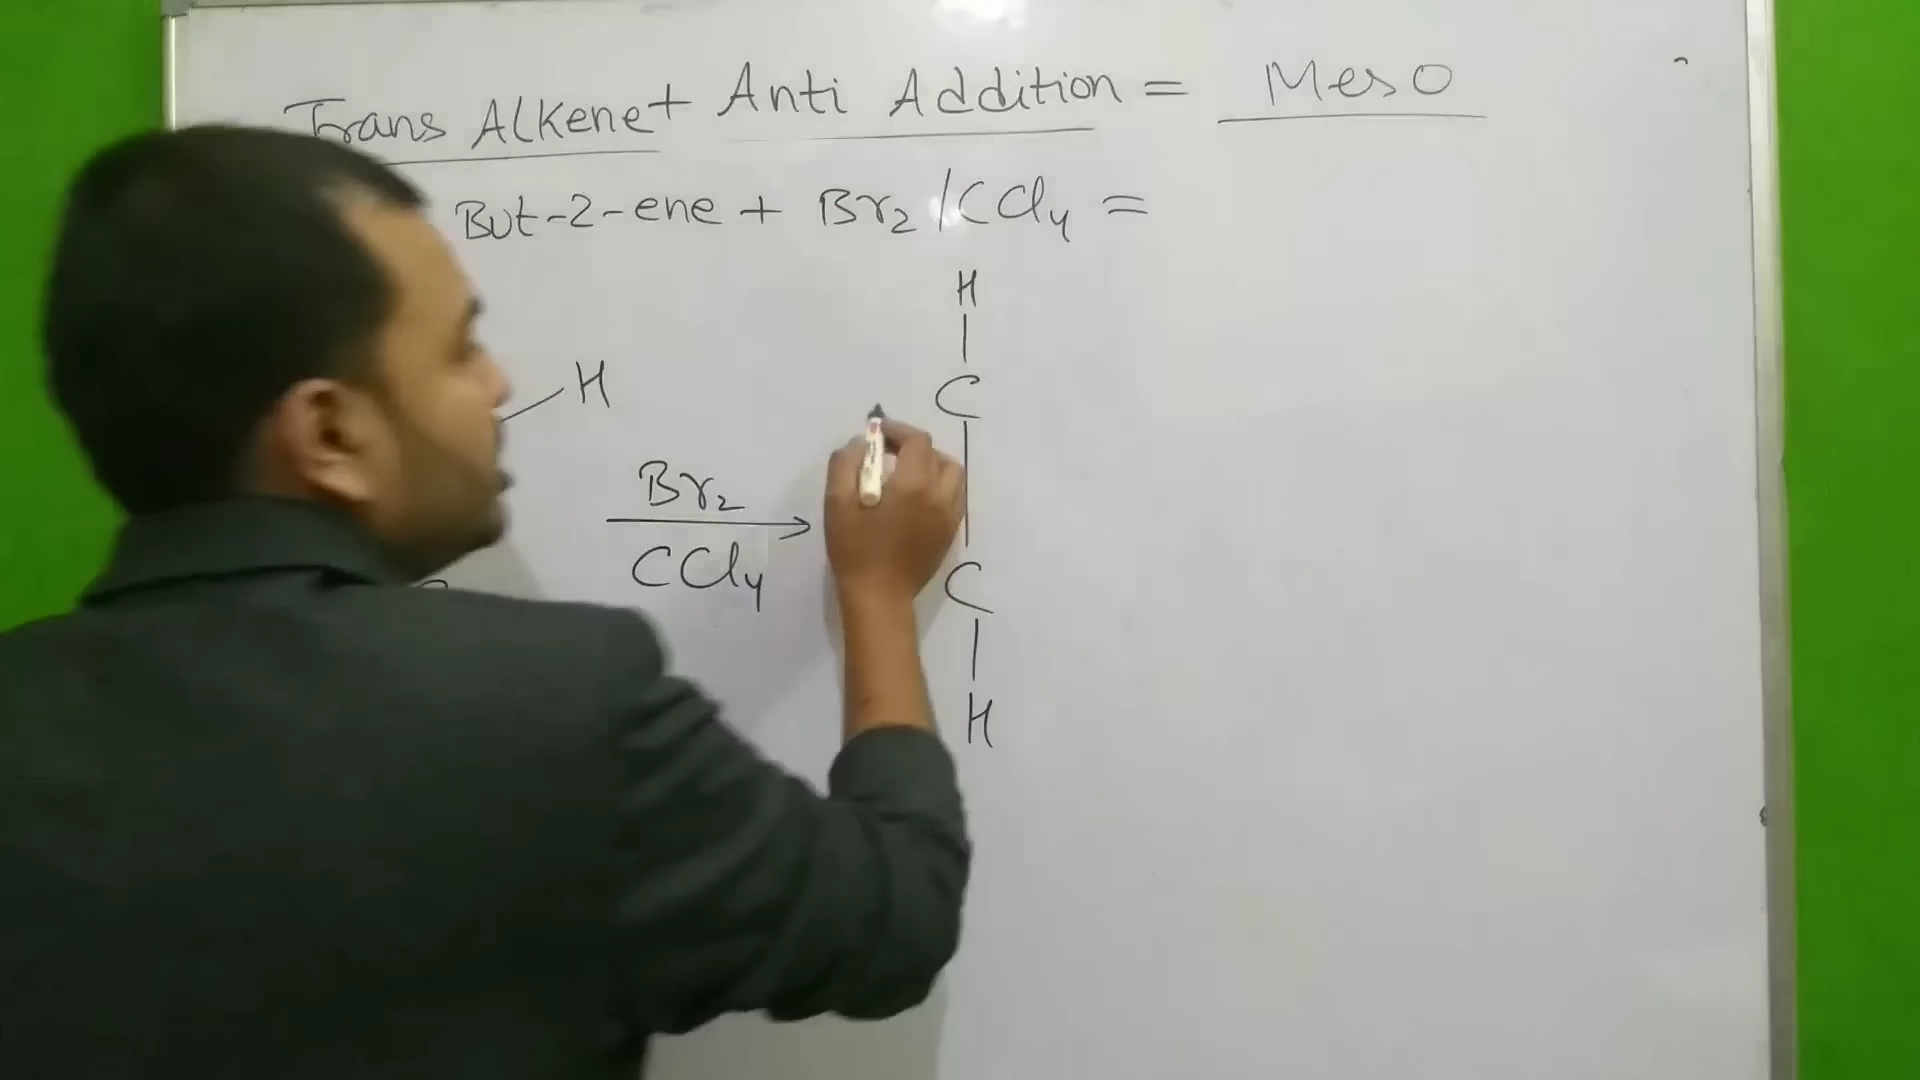 Trans Alkene + Anti Addition = Meso
But-2-ene + Br2/CCl4 =
H
C
H
Br2
CCl4
C
H